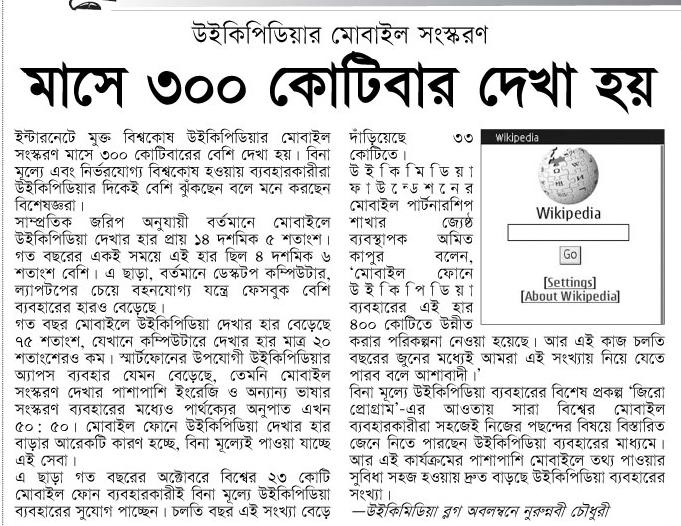 উইকিপিডিয়ার মোবাইল সংস্করণ
মাসে ৩০০ কোটিবার দেখা হয়
ইন্টারনেটে মুক্ত বিশ্বকোষ উইকিপিডিয়ার মোবাইল
সংস্করণ মাসে ৩০০ কোটিবারের বেশি দেখা হয়। বিনা
মূল্যে এবং নির্ভরযোগ্য বিশ্বকোষ হওয়ায় ব্যবহারকারীরা
উইকিপিডিয়ার দিকেই বেশি ঝুঁকছেন বলে মনে করছেন
বিশেষজ্ঞরা।
সাম্প্রতিক জরিপ অনুযায়ী বর্তমানে মোবাইলে
উইকিপিডিয়া দেখার হার প্রায় ১৪ দশমিক ৫ শতাংশ।
গত বছরের একই সময়ে এই হার ছিল ৪ দশমিক ৬
শতাংশ বেশি। এ ছাড়া, বর্তমানে ডেস্কটপ কম্পিউটার,
ল্যাপটপের চেয়ে বহনযোগ্য যন্ত্রে ফেসবুক বেশি
ব্যবহারের হারও বেড়েছে।
গত বছর মোবাইলে উইকিপিডিয়া দেখার হার বেড়েছে
৭৫ শতাংশ, যেখানে কম্পিউটারে দেখার হার মাত্র ২০
শতাংশেরও কম। স্মার্টফোনের উপযোগী উইকিপিডিয়ার
অ্যাপস ব্যবহার যেমন বেড়েছে, তেমনি মোবাইল
সংস্করণ দেখার পাশাপাশি ইংরেজি ও অন্যান্য ভাষার
সংস্করণ ব্যবহারের মধ্যেও পার্থক্যের অনুপাত এখন
৫০ : ৫০। মোবাইল ফোনে উইকিপিডিয়া দেখার হার
বাড়ার আরেকটি কারণ হচ্ছে, বিনা মূল্যেই পাওয়া যাচ্ছে
এই সেবা।
এ ছাড়া গত বছরের অক্টোবরে বিশ্বের ২৩ কোটি
মোবাইল ফোন ব্যবহারকারীই বিনা মূল্যে উইকিপিডিয়া
ব্যবহারের সুযোগ পাচ্ছেন। চলতি বছর এই সংখ্যা বেড়ে
দাঁড়িয়েছে ৩৩
কোটিতে।
উইকিমিডিয়া
ফাউন্ডেশনের
মোবাইল পার্টনারশিপ
শাখার জ্যেষ্ঠ
ব্যবস্থাপক অমিত
কাপুর বলেন,
‘মোবাইল ফোনে
উইকিপিডিয়া
ব্যবহারের এই হার
৪০০ কোটিতে উন্নীত
করার পরিকল্পনা নেওয়া হয়েছে। আর এই কাজ চলতি
বছরের জুনের মধ্যেই আমরা এই সংখ্যায় নিয়ে যেতে
পারব বলে আশাবাদী।’
বিনা মূল্যে উইকিপিডিয়া ব্যবহারের বিশেষ প্রকল্প ‘জিরো
প্রোগ্রাম’-এর আওতায় সারা বিশ্বের মোবাইল
ব্যবহারকারীরা সহজেই নিজের পছন্দের বিষয়ে বিস্তারিত
জেনে নিতে পারছেন উইকিপিডিয়া ব্যবহারের মাধ্যমে।
আর এই কার্যক্রমের পাশাপাশি মোবাইলে তথ্য পাওয়ার
সুবিধা সহজ হওয়ায় দ্রুত বাড়ছে উইকিপিডিয়া ব্যবহারের
সংখ্যা।
—উইকিমিডিয়া ব্লগ অবলম্বনে নুরুন্নবী চৌধুরী
Wikipedia
Wikipedia
Go
[Settings]
[About Wikipedia]